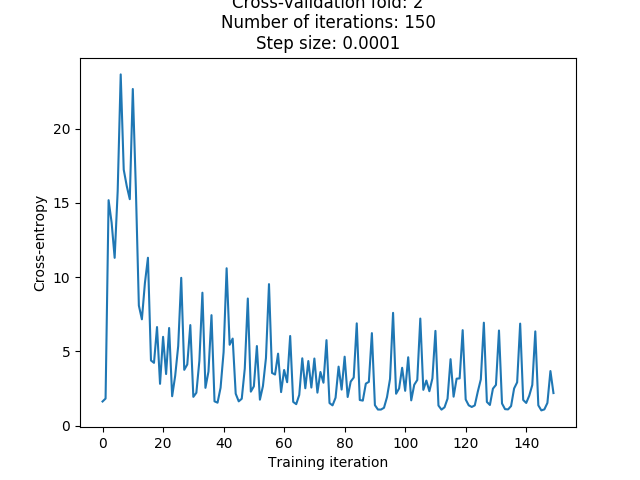 Cross-validation fold: 2
Number of iterations: 150
Step size: 0.0001
Cross-entropy
20
15
10
5
0
0 20 40 60 80 100 120 140
Training iteration